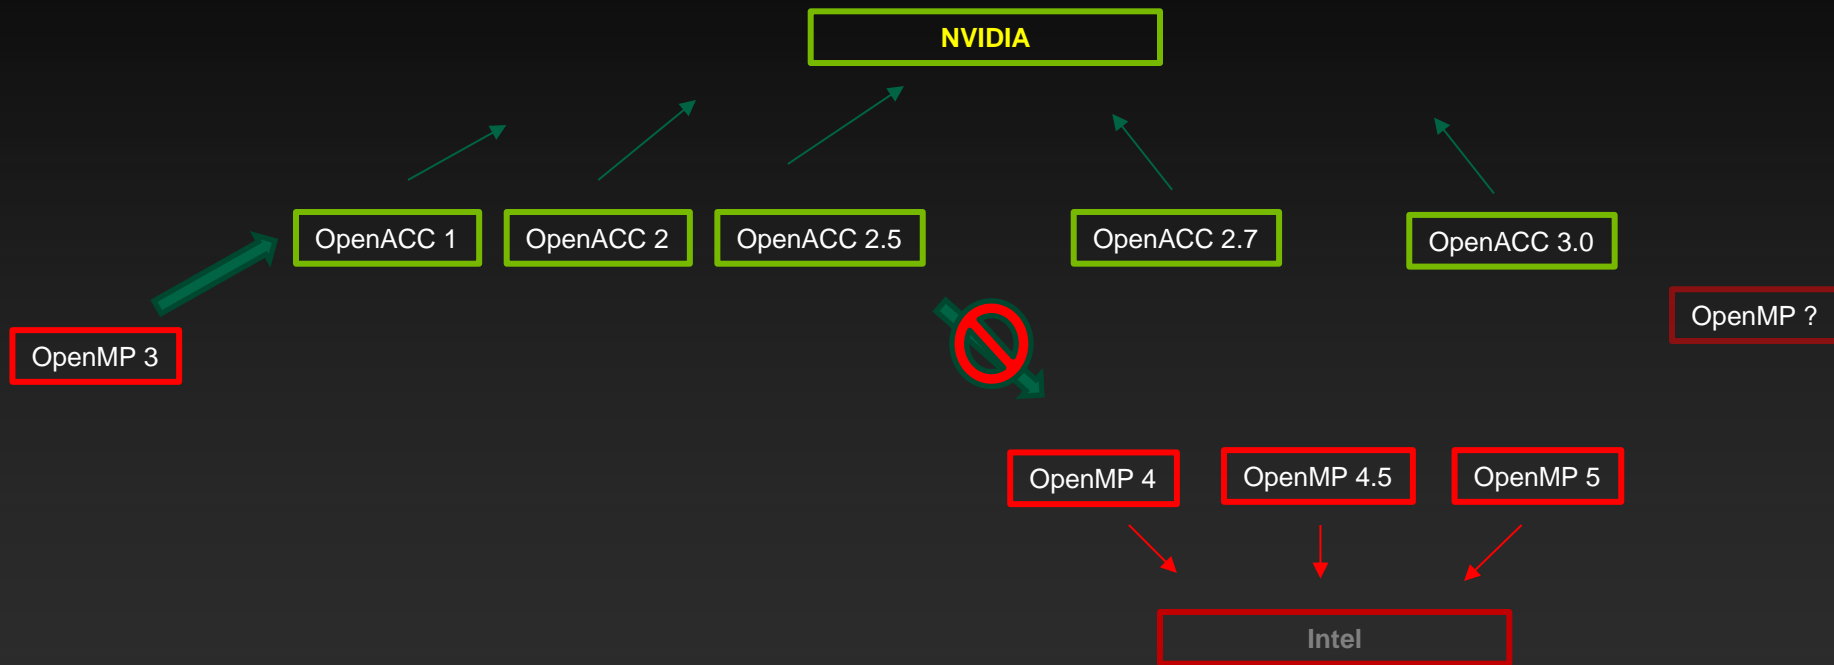 NVIDIA
OpenACC 1
OpenACC 2
OpenACC 2.5
OpenACC 2.7
OpenACC 3.0
OpenMP ?
OpenMP 3
OpenMP 4
OpenMP 4.5
OpenMP 5
Intel